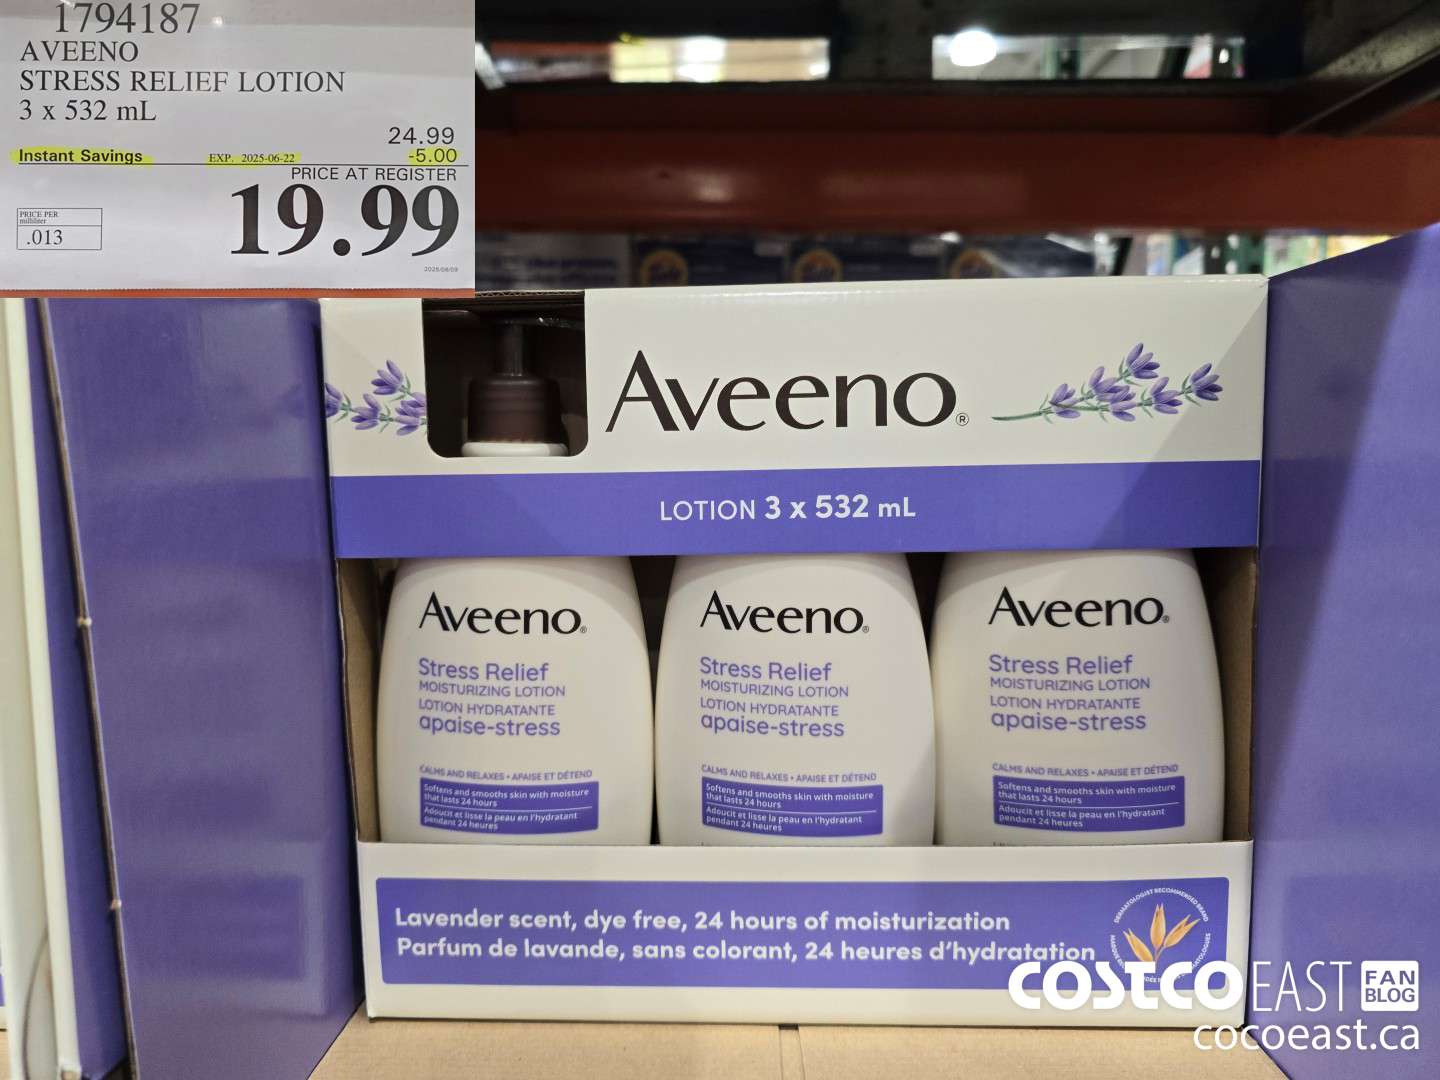 1794187
AVEENO
STRESS RELIEF LOTION
3 x 532 mL
24.99
Instant Savings EXP. 2025-06-22 -5.00
PRICE AT REGISTER
19.99
PRICE PER
milliliter
.013
Aveeno®
LOTION 3 x 532 mL
Aveeno®
Stress Relief
MOISTURIZING LOTION
LOTION HYDRATANTE
apaise-stress
CALMS AND RELAXES • APAISE ET DÉTEND
Softens and smooths skin with moisture
that lasts 24 hours
Adoucit et lisse la peau en l'hydratant
pendant 24 heures
Aveeno®
Stress Relief
MOISTURIZING LOTION
LOTION HYDRATANTE
apaise-stress
CALMS AND RELAXES • APAISE ET DÉTEND
Softens and smooths skin with moisture
that lasts 24 hours
Adoucit et lisse la peau en l'hydratant
pendant 24 heures
Aveeno®
Stress Relief
MOISTURIZING LOTION
LOTION HYDRATANTE
apaise-stress
CALMS AND RELAXES • APAISE ET DÉTEND
Softens and smooths skin with moisture
that lasts 24 hours
Adoucit et lisse la peau en l'hydratant
pendant 24 heures
Lavender scent, dye free, 24 hours of moisturization
Parfum de lavande, sans colorant, 24 heures d'hydratation
DERMATOLOGIST RECOMMENDED BRAND
COSTCO EAST FAN BLOG
cocoeast.ca